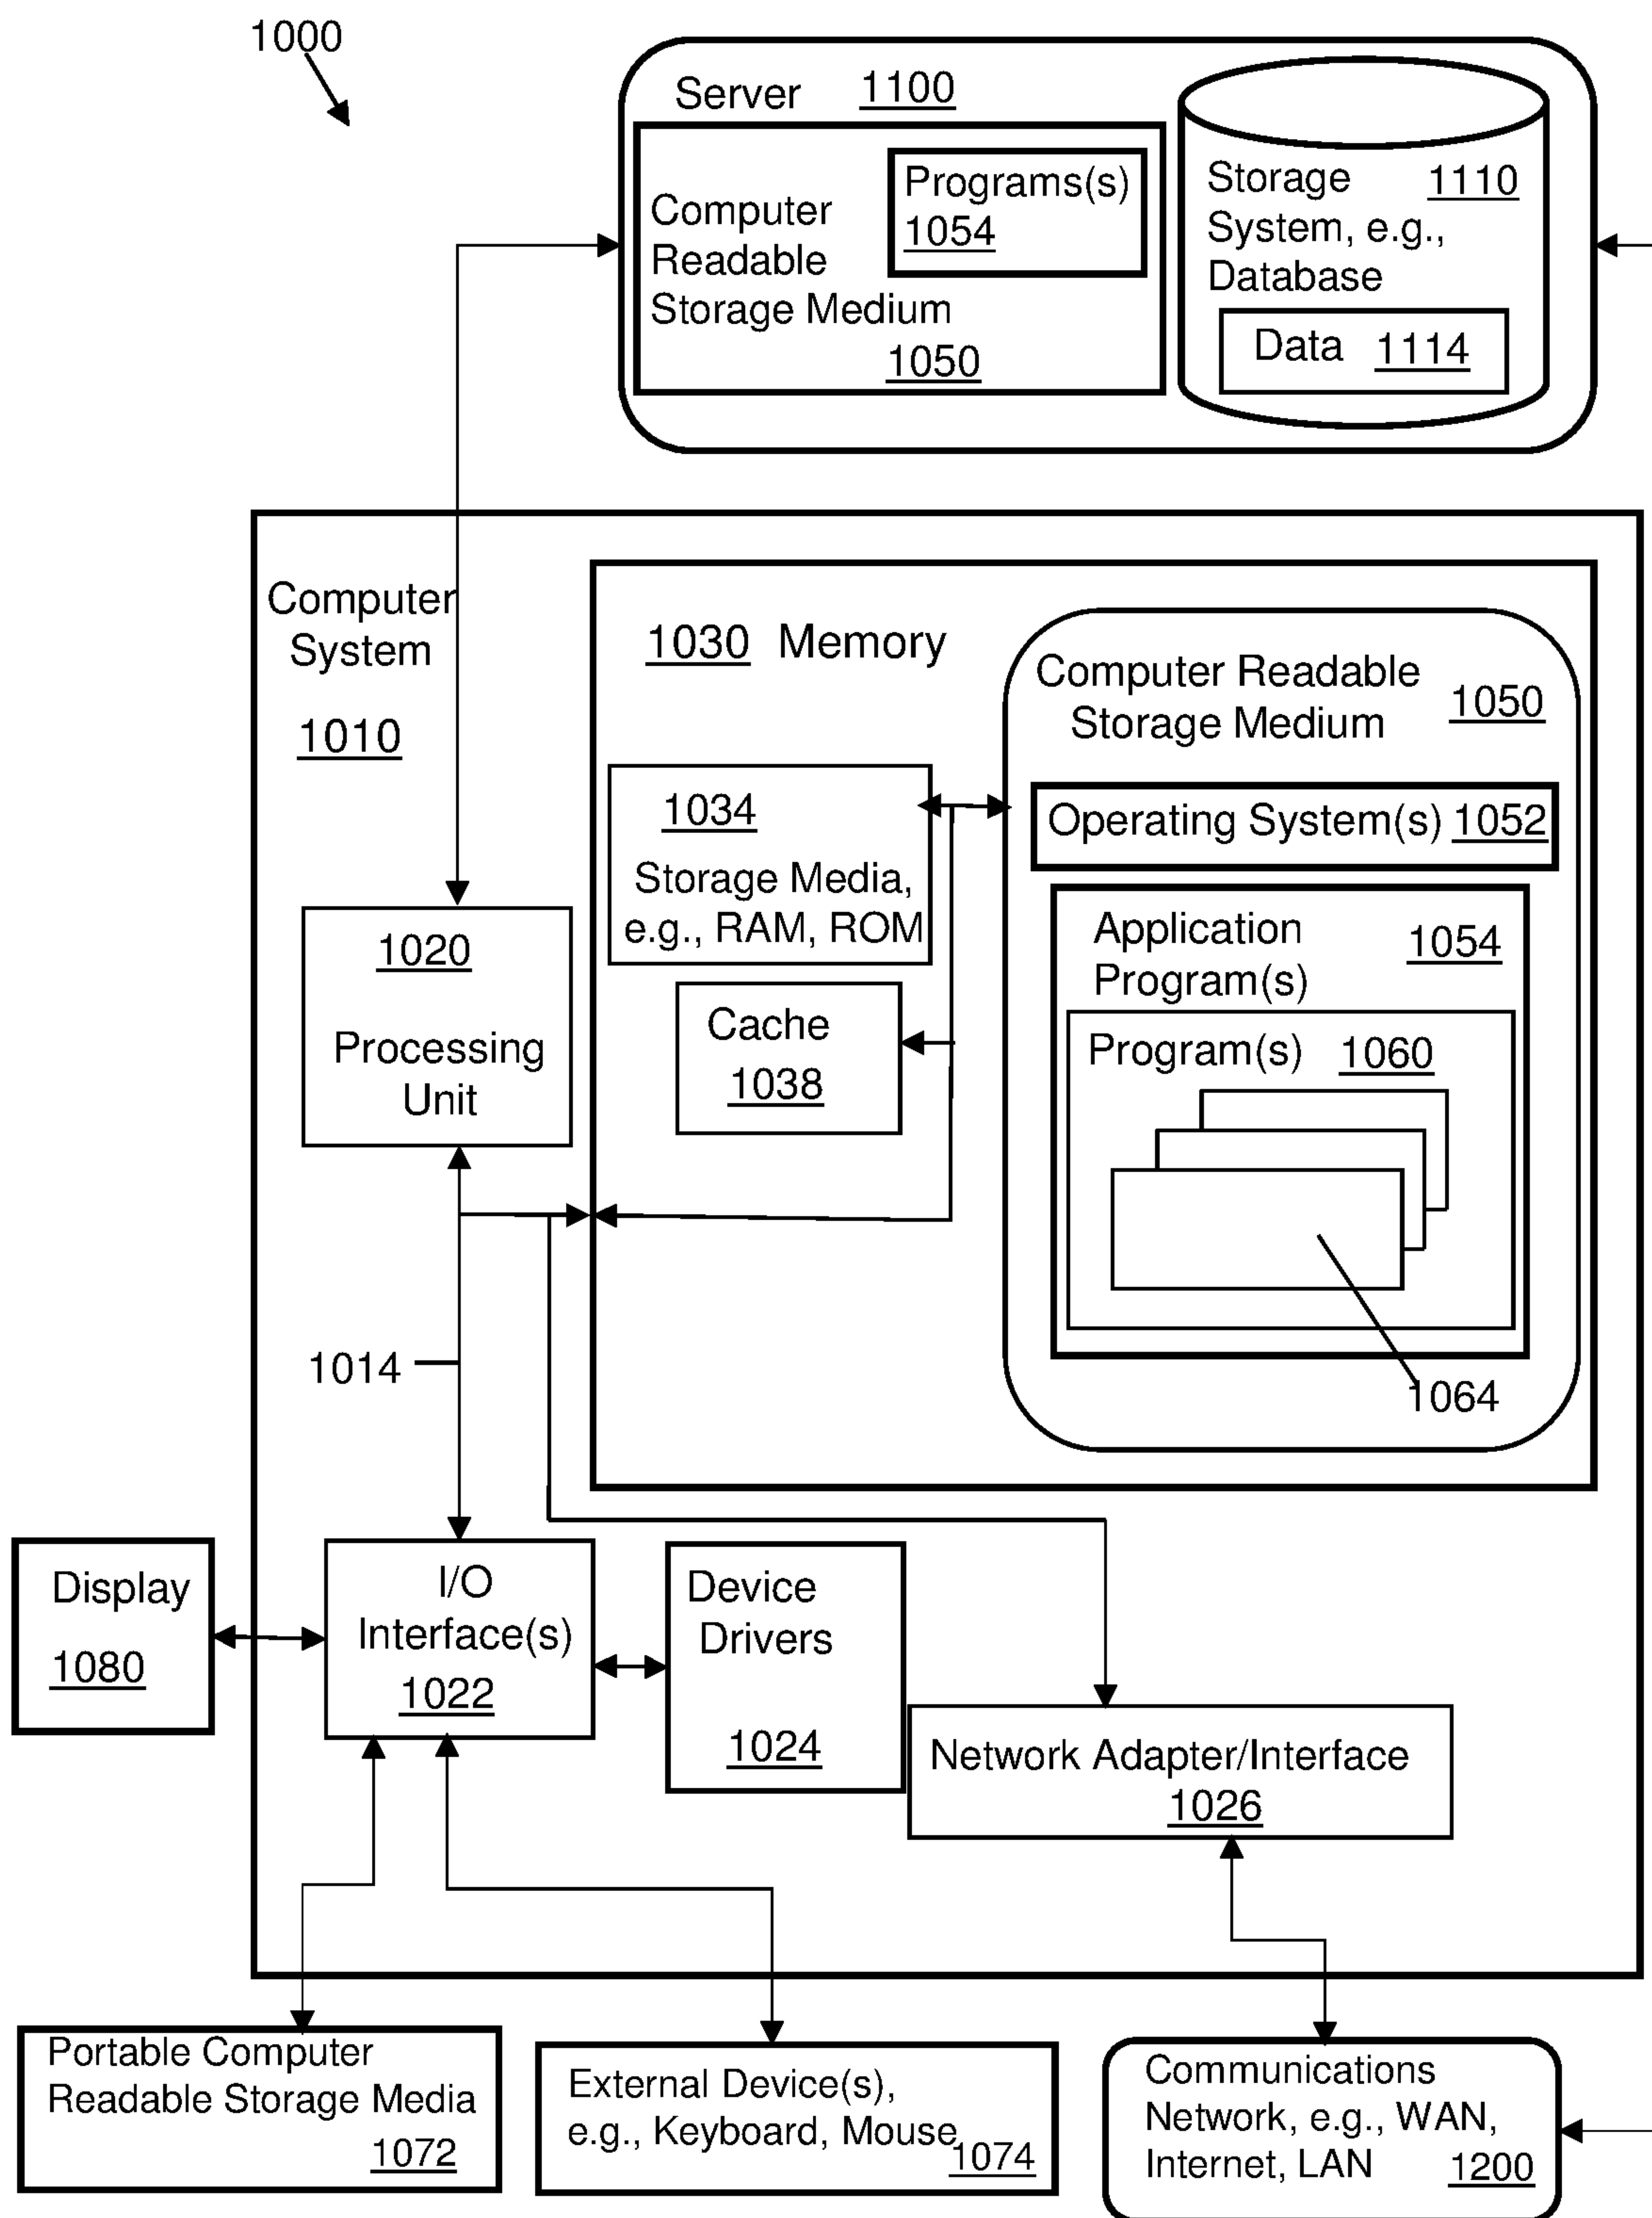 1000
Server 1100
Programs(s)
1054
Computer
Readable
Storage Medium
1050
Storage 1110
System, e.g.,
Database
Data 1114
Computer
System
1010
1030 Memory
Computer Readable
Storage Medium
1050
1034
Storage Media,
e.g., RAM, ROM
Operating System(s) 1052
1020
Processing
Unit
Cache
1038
Application
Program(s)
1054
Program(s) 1060
1014
1064
Display
1080
I/O
Interface(s)
1022
Device
Drivers
1024
Network Adapter/Interface
1026
Portable Computer
Readable Storage Media
1072
External Device(s),
e.g., Keyboard, Mouse
1074
Communications
Network, e.g., WAN,
Internet, LAN 1200